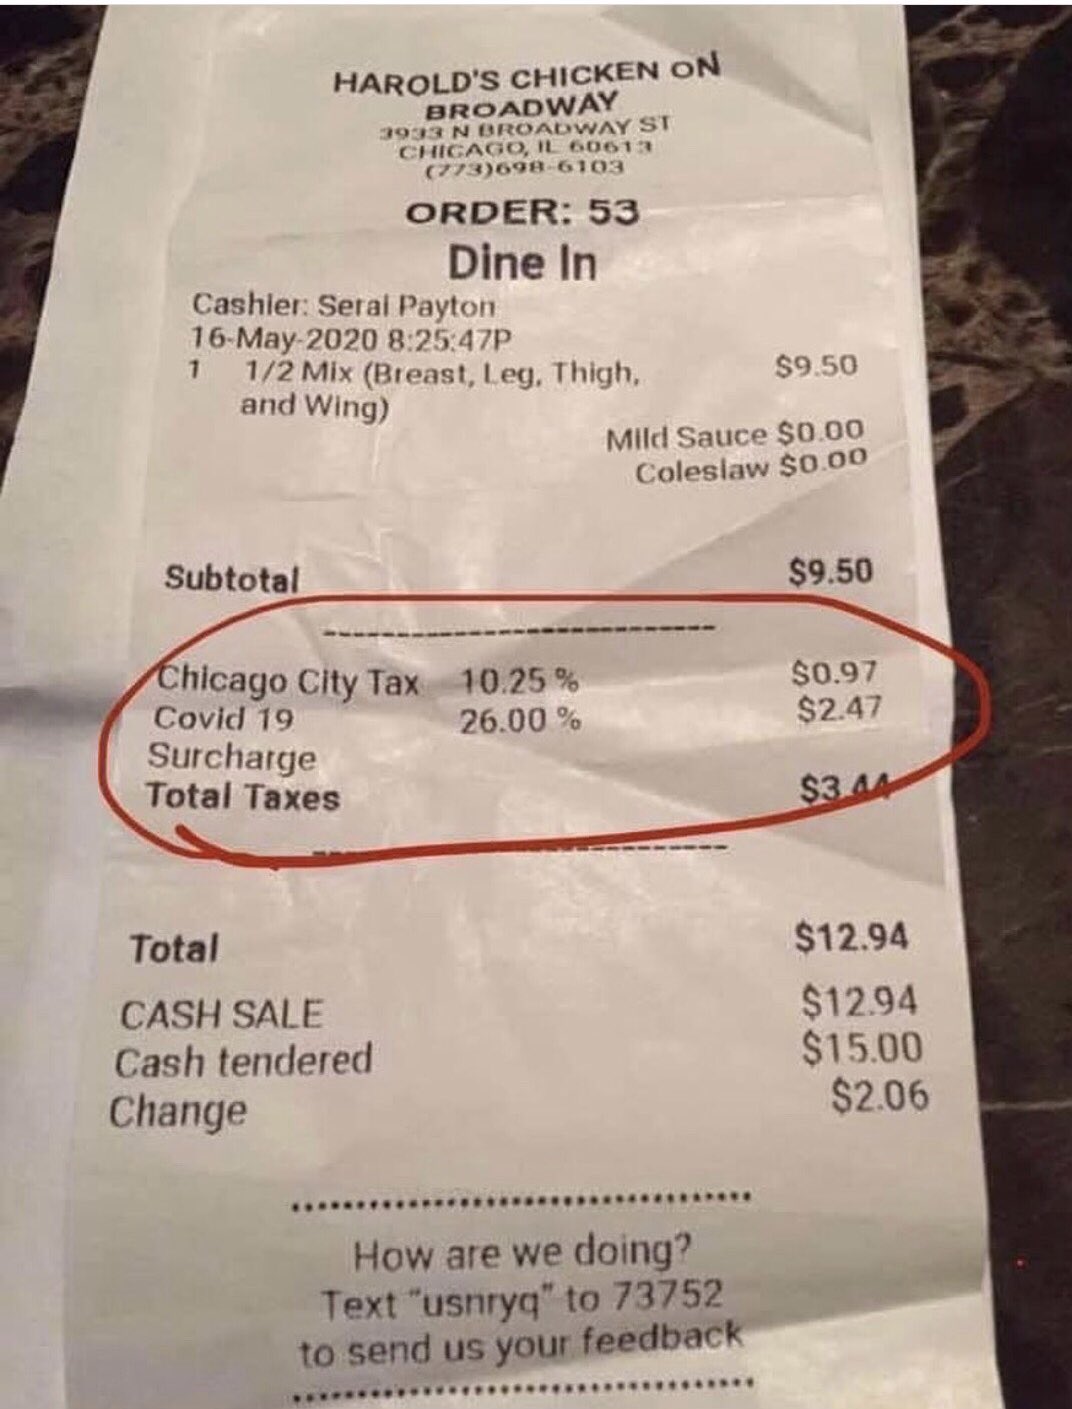 HAROLD'S CHICKEN ON
BROADWAY
3933 N BROADWAY ST
CHICAGO, IL 60613
(773)698-6103
ORDER: 53
Dine In
Cashier: Serai Payton
16-May-2020 8:25:47P
1 1/2 Mix (Breast, Leg, Thigh, $9.50
and Wing)
Mild Sauce $0.00
Coleslaw $0.00
Subtotal $9.50
Chicago City Tax 10.25 % $0.97
Covid 19 26.00 % $2.47
Surcharge
Total Taxes $3.44
Total $12.94
CASH SALE $12.94
Cash tendered $15.00
Change $2.06
How are we doing?
Text "usnryq" to 73752
to send us your feedback